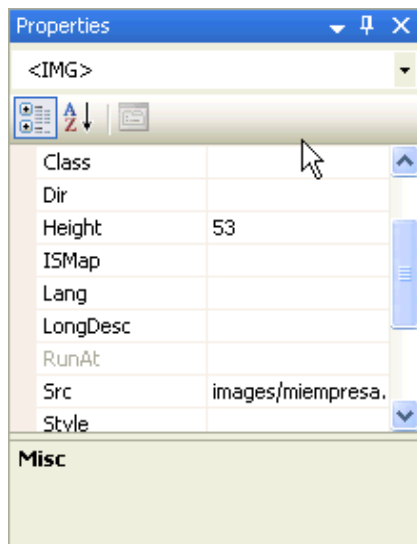 Properties
<IMG>
Class
Dir
Height 53
ISMap
Lang
LongDesc
RunAt
Src images/miempresa.
Style
Misc